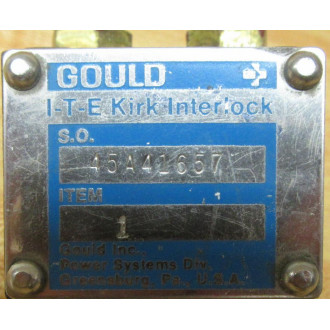 GOULD
I-T-E Kirk Interlock
S.O.
45A41657
ITEM
1
Gould Inc.
Power Systems Div.
Greensburg, Pa., U.S.A.